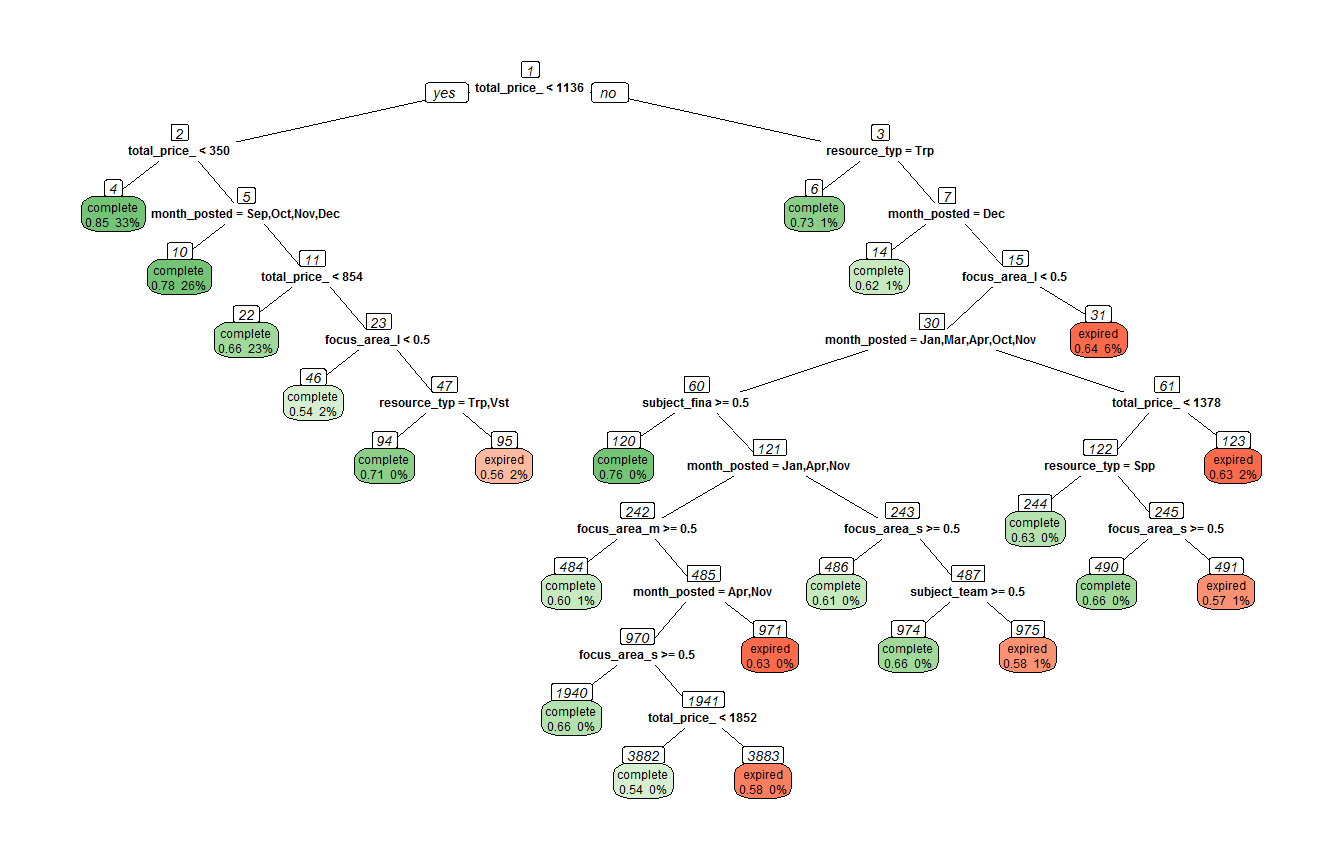 1
yes total_price_ < 1136 no
2 3
total_price_ < 350 resource_typ = Trp
4 5 6 7
complete month_posted = Sep,Oct,Nov,Dec complete month_posted = Dec
0.85 33% 0.73 1%
10 11 14 15
complete total_price_ < 854 complete focus_area_l < 0.5
0.78 26% 0.62 1%
22 23 30 31
complete focus_area_l < 0.5 month_posted = Jan,Mar,Apr,Oct,Nov expired
0.66 23% 0.64 6%
46 47 60 61
complete resource_typ = Trp,Vst subject_fina >= 0.5 total_price_ < 1378
0.54 2%
94 95 120 121 122 123
complete expired complete month_posted = Jan,Apr,Nov resource_typ = Spp expired
0.71 0% 0.56 2% 0.76 0% 0.63 2%
242 243 244 245
focus_area_m >= 0.5 focus_area_s >= 0.5 complete focus_area_s >= 0.5
0.63 0%
484 485 486 487 490 491
complete month_posted = Apr,Nov complete subject_team >= 0.5 complete expired
0.60 1% 0.61 0% 0.66 0% 0.57 1%
970 971 974 975
focus_area_s >= 0.5 expired complete expired
0.63 0% 0.66 0% 0.58 1%
1940 1941
complete total_price_ < 1852
0.66 0%
3882 3883
complete expired
0.54 0% 0.58 0%